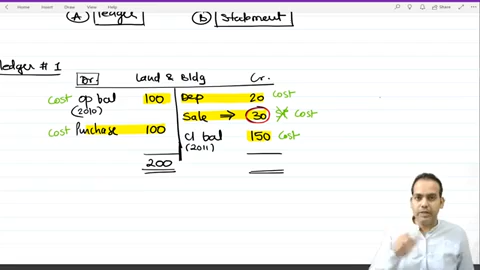 File Home Insert Draw View Help
A ledger B Statement
Ledger # 1
Dr. Land & Bldg Cr.
cost op bal 100 Dep 20 cost
(2010) Sale ⇒ 30 cost
cost Purchase 100 cl bal 150 cost
(2011)
200